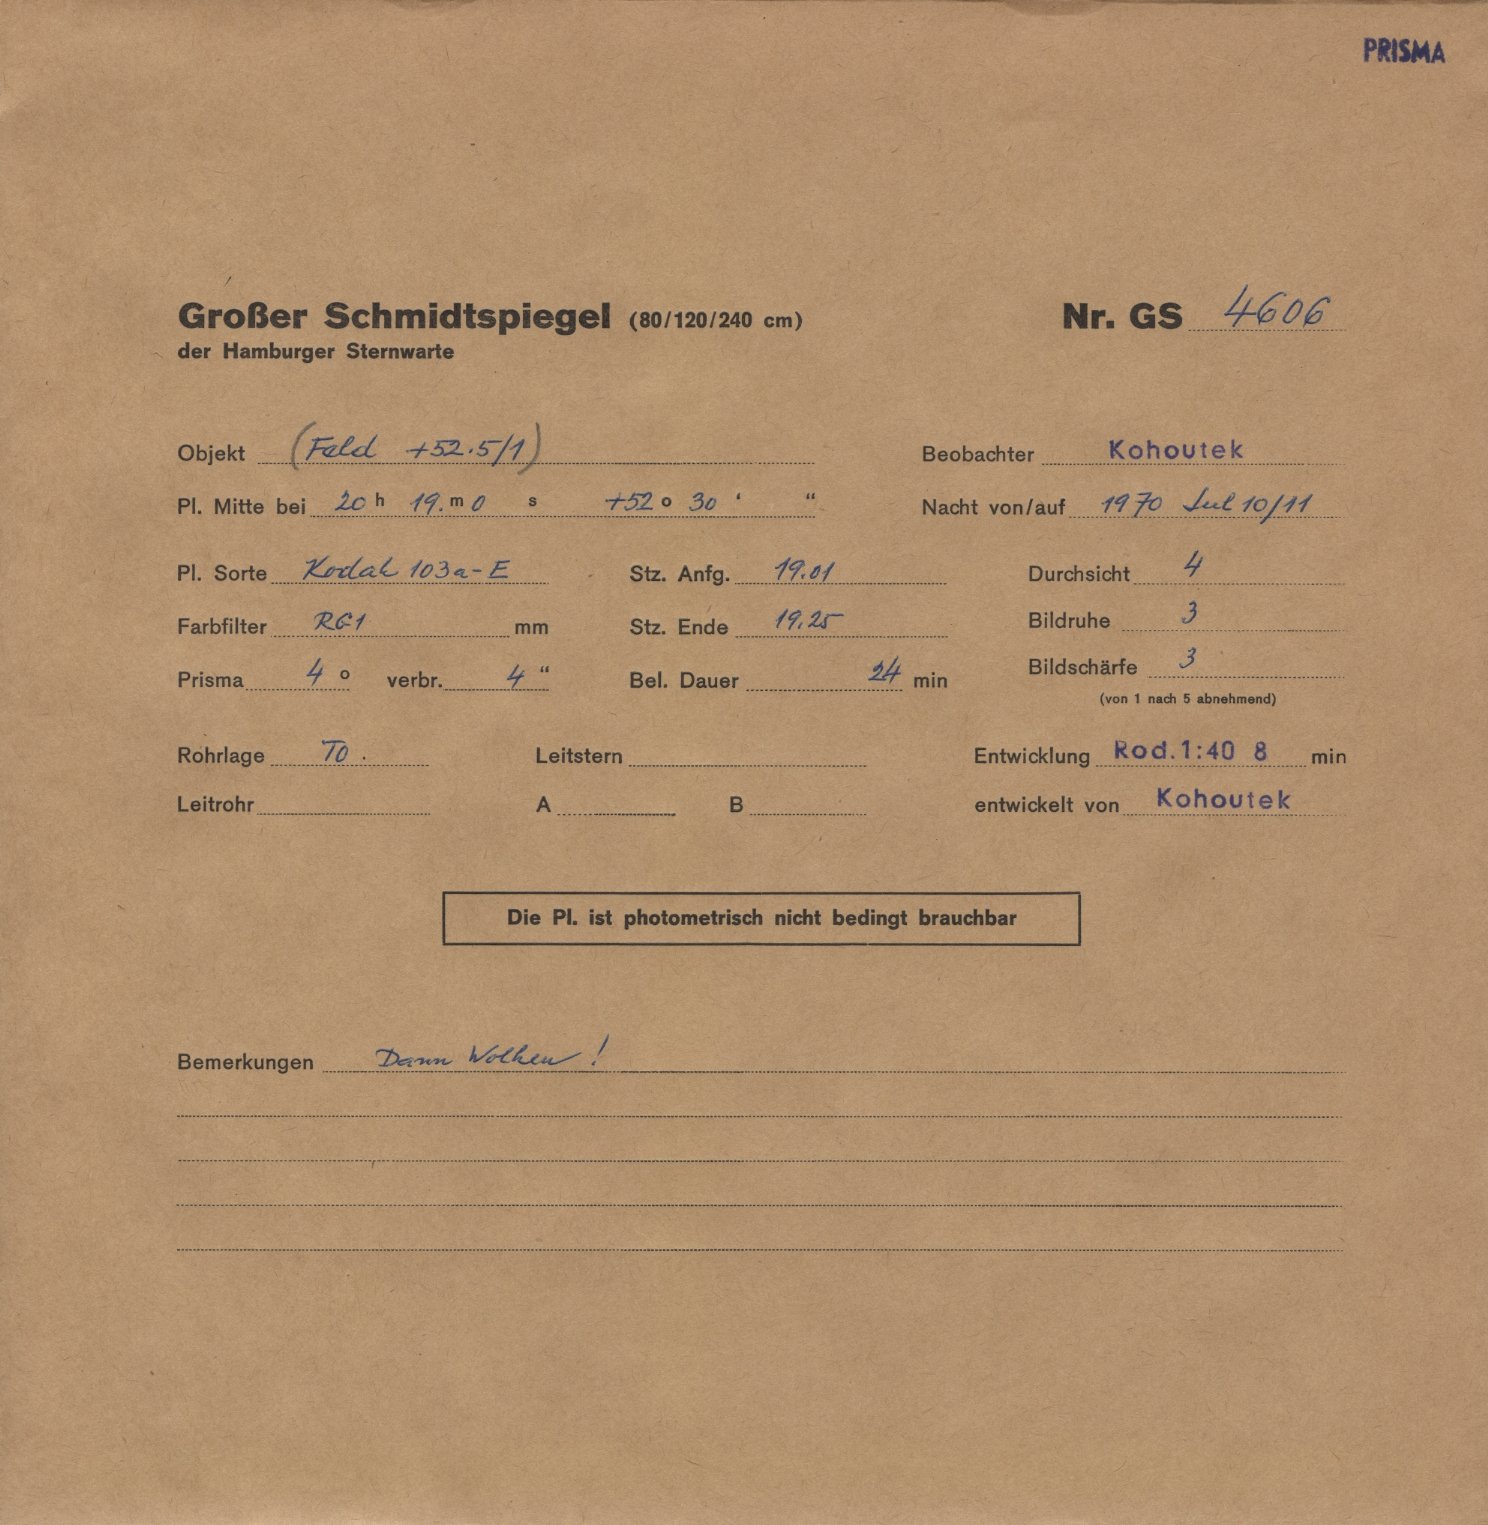 PRISMA
Großer Schmidtspiegel (80/120/240 cm) Nr. GS 4606
der Hamburger Sternwarte
Objekt (Feld +52.5/1) Beobachter Kohoutek
Pl. Mitte bei 20 h 19. m 0 s +52 o 30 ‘ “ Nacht von/auf 1970 Jul 10/11
Pl. Sorte Kodak 103a-E Stz. Anfg. 19.01 Durchsicht 4
Farbfilter RG1 mm Stz. Ende 19.25 Bildruhe 3
Prisma 4 o verbr. 4 “ Bel. Dauer 24 min Bildschärfe 3
(von 1 nach 5 abnehmend)
Rohrlage TO. Leitstern Entwicklung Rod.1:40 8 min
Leitrohr A B entwickelt von Kohoutek
Die Pl. ist photometrisch nicht bedingt brauchbar
Bemerkungen Dann Wolken!